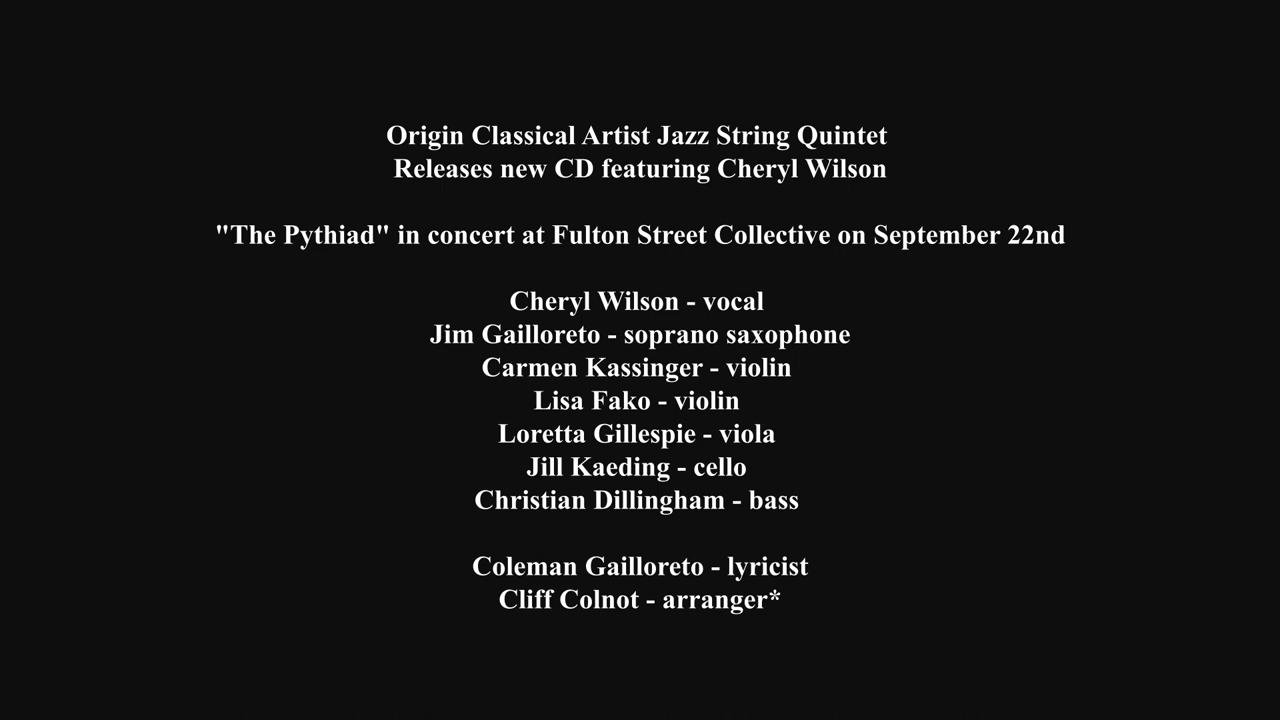 Origin Classical Artist Jazz String Quintet
Releases new CD featuring Cheryl Wilson
"The Pythiad" in concert at Fulton Street Collective on September 22nd
Cheryl Wilson - vocal
Jim Gailloreto - soprano saxophone
Carmen Kassinger - violin
Lisa Fako - violin
Loretta Gillespie - viola
Jill Kaeding - cello
Christian Dillingham - bass
Coleman Gailloreto - lyricist
Cliff Colnot - arranger*